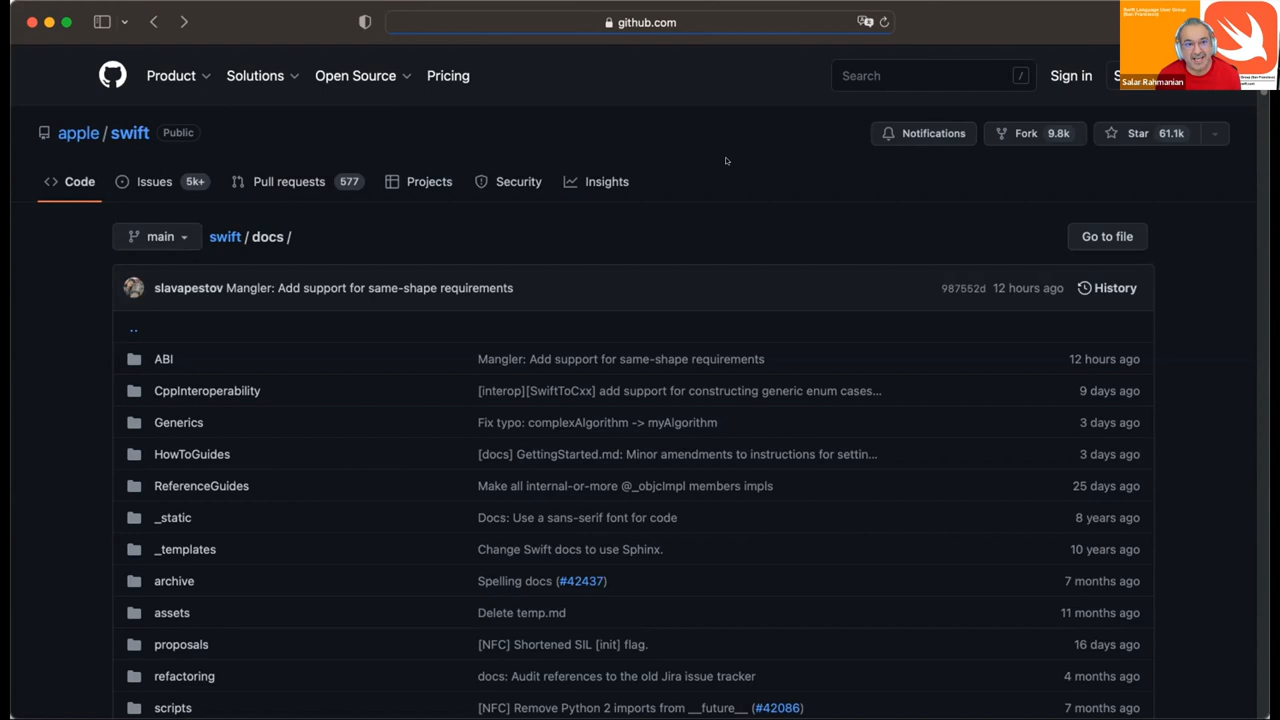 github.com
Swift Language User Group
(San Francisco)
Salar Rahmanian
Product
Solutions
Open Source
Pricing
Search
/
Sign in
apple / swift
Public
Notifications
Fork 9.8k
Star 61.1k
Code
Issues 5k+
Pull requests 577
Projects
Security
Insights
main
swift / docs /
Go to file
slavapestov Mangler: Add support for same-shape requirements
987552d 12 hours ago
History
..
ABI Mangler: Add support for same-shape requirements 12 hours ago
CppInteroperability [interop][SwiftToCxx] add support for constructing generic enum cases... 9 days ago
Generics Fix typo: complexAlgorithm -> myAlgorithm 3 days ago
HowToGuides [docs] GettingStarted.md: Minor amendments to instructions for settin... 3 days ago
ReferenceGuides Make all internal-or-more @_objcImpl members impls 25 days ago
_static Docs: Use a sans-serif font for code 8 years ago
_templates Change Swift docs to use Sphinx. 10 years ago
archive Spelling docs (#42437) 7 months ago
assets Delete temp.md 11 months ago
proposals [NFC] Shortened SIL [init] flag. 16 days ago
refactoring docs: Audit references to the old Jira issue tracker 4 months ago
scripts [NFC] Remove Python 2 imports from __future__ (#42086) 7 months ago